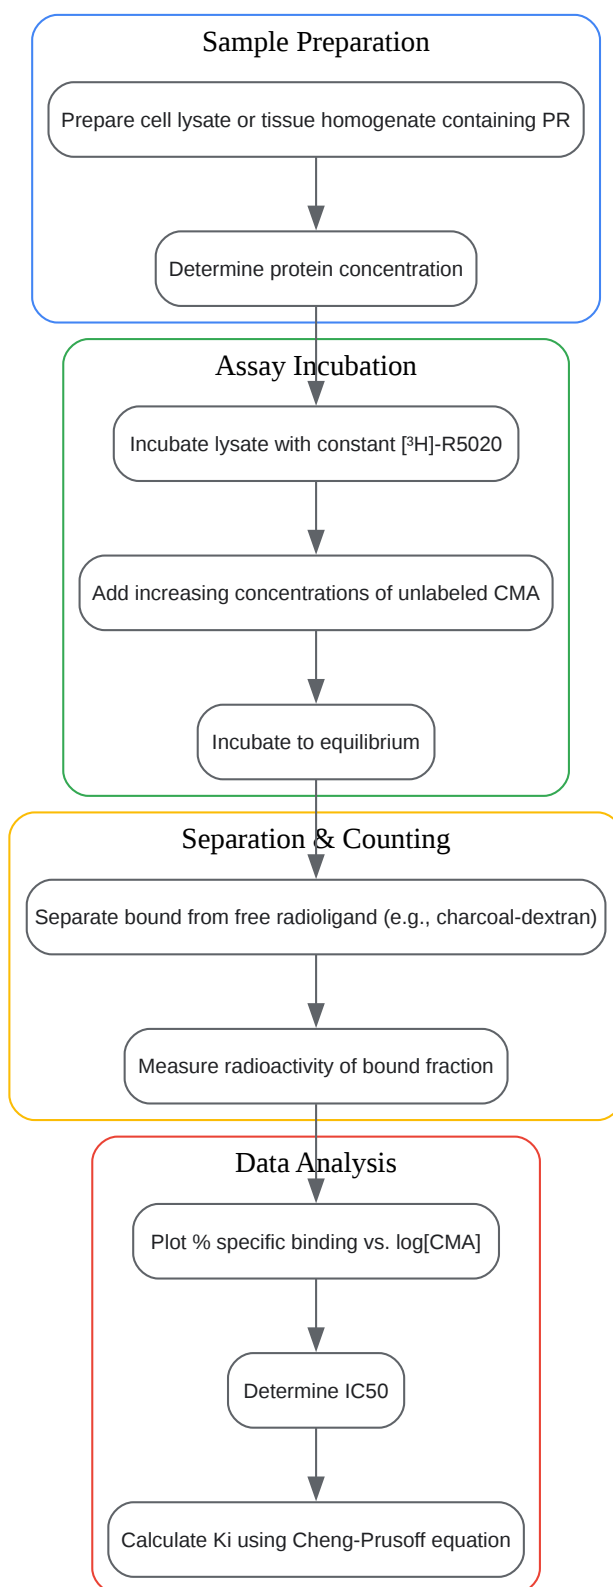 Sample Preparation
Prepare cell lysate or tissue homogenate containing PR
Determine protein concentration
Assay Incubation
Incubate lysate with constant [³H]-R5020
Add increasing concentrations of unlabeled CMA
Incubate to equilibrium
Separation & Counting
Separate bound from free radioligand (e.g., charcoal-dextran)
Measure radioactivity of bound fraction
Data Analysis
Plot % specific binding vs. log[CMA]
Determine IC50
Calculate Ki using Cheng-Prusoff equation